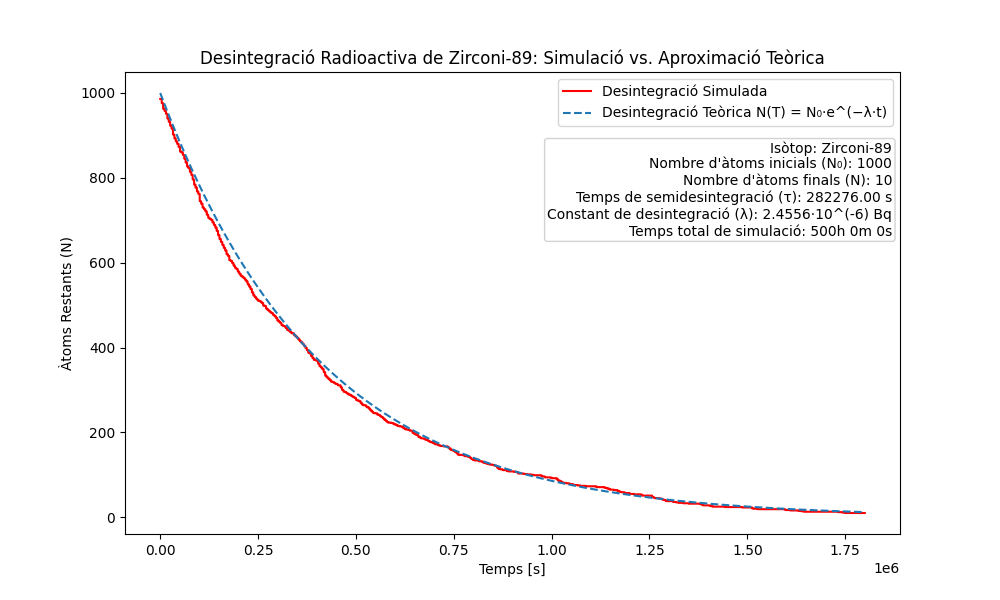 Desintegració Radioactiva de Zirconi-89: Simulació vs. Aproximació Teòrica
Desintegració Simulada
Desintegració Teòrica N(T) = N₀·e^(−λ·t)
Isòtop: Zirconi-89
Nombre d'àtoms inicials (N₀): 1000
Nombre d'àtoms finals (N): 10
Temps de semidesintegració (τ): 282276.00 s
Constant de desintegració (λ): 2.4556·10^(-6) Bq
Temps total de simulació: 500h 0m 0s
Àtoms Restants (N)
1000
800
600
400
200
0
0.00 0.25 0.50 0.75 1.00 1.25 1.50 1.75
1e6
Temps [s]